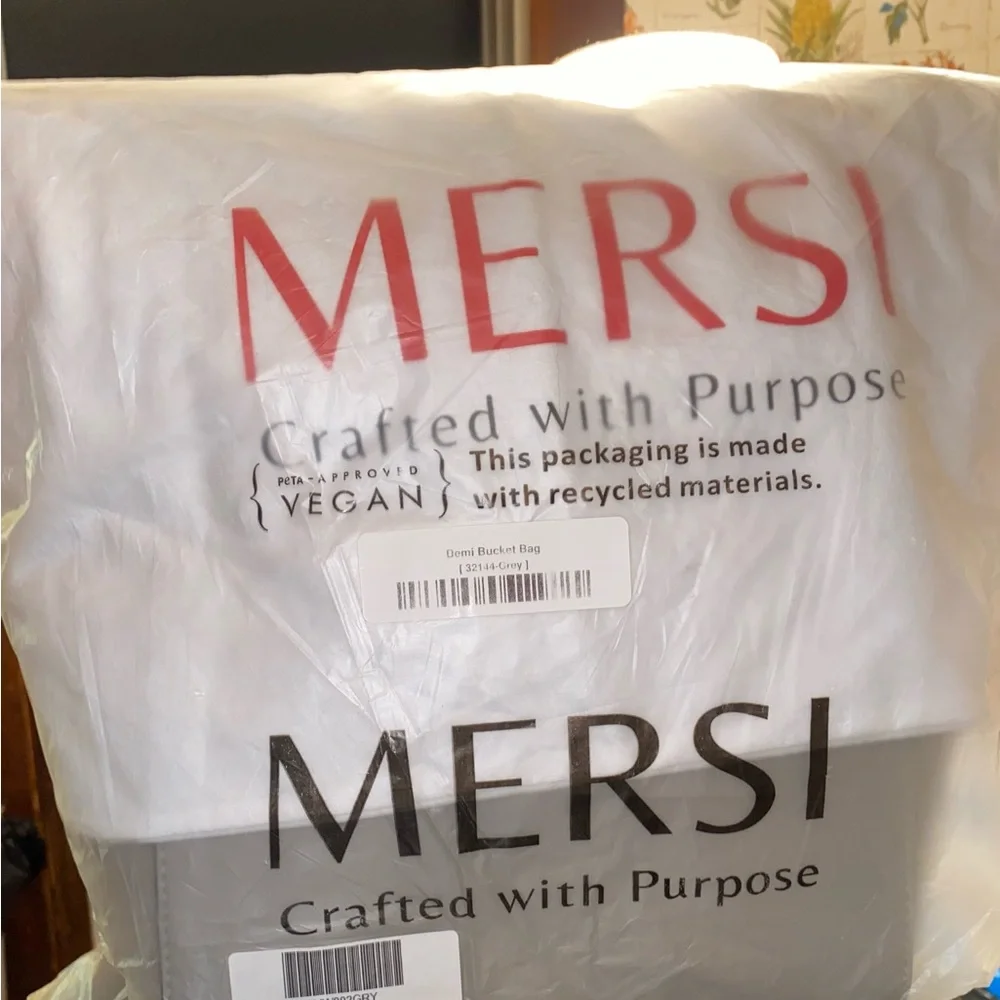 MERSI
Crafted with Purpose
PeTA-APPROVED
VEGAN
This packaging is made
with recycled materials.
Demi Bucket Bag
[ 32144-Grey ]
MERSI
Crafted with Purpose